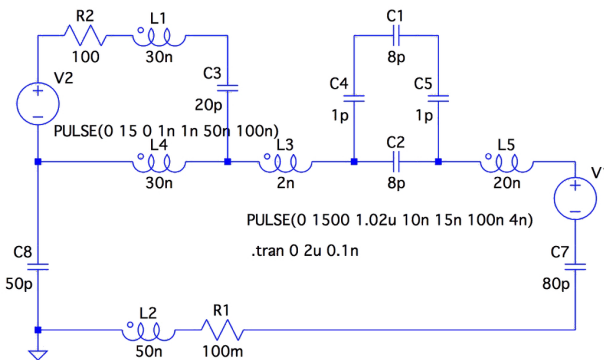 R2
L1
C1
100
30n
8p
V2
C3
C4
C5
20p
1p
1p
PULSE(0 15 0 1n 1n 50n 100n)
L4
L3
C2
L5
30n
2n
8p
20n
PULSE(0 1500 1.02u 10n 15n 100n 4n)
.tran 0 2u 0.1n
C8
C7
50p
80p
L2
R1
50n
100m